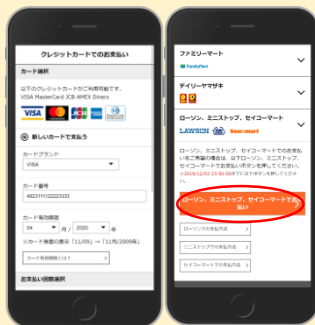 クレジットカードでのお支払い
カード選択
以下のクレジットカードがご利用可能です。
VISA MasterCard JCB AMEX Diners
VISA
新しいカードで支払う
カードブランド
VISA
カード番号
4923111122223333
カード有効期限
04 月 / 2020 年
※カード表面の表示「11/09」→「11月/2009年」
カード有効期限とは?
お支払い回数選択
ファミリーマート
FamilyMart
デイリーヤマザキ
ローソン、ミニストップ、セイコーマート
LAWSON Seicomart
ローソン、ミニストップ、セイコーマートでのお支払
いをご希望の場合は、以下ローソン、ミニストップ、
セイコーマートでお支払いボタンを押してください。
ローソン、ミニストップ、セイコーマートでお
支払い
ローソンでの支払方法
ミニストップでの支払方法
セイコーマートでの支払方法